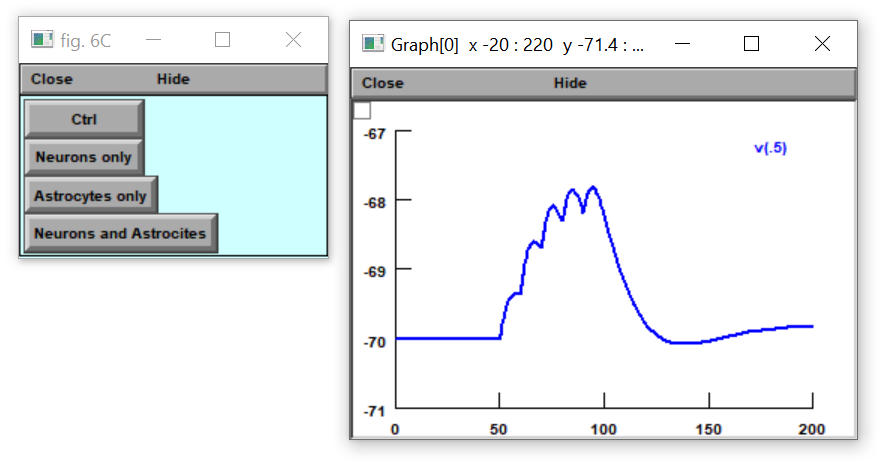 fig. 6C
Close Hide
Ctrl
Neurons only
Astrocytes only
Neurons and Astrocites
Graph[0] x -20 : 220 y -71.4 : ...
Close Hide
-67
v(.5)
-68
-69
-70
-71
0 50 100 150 200